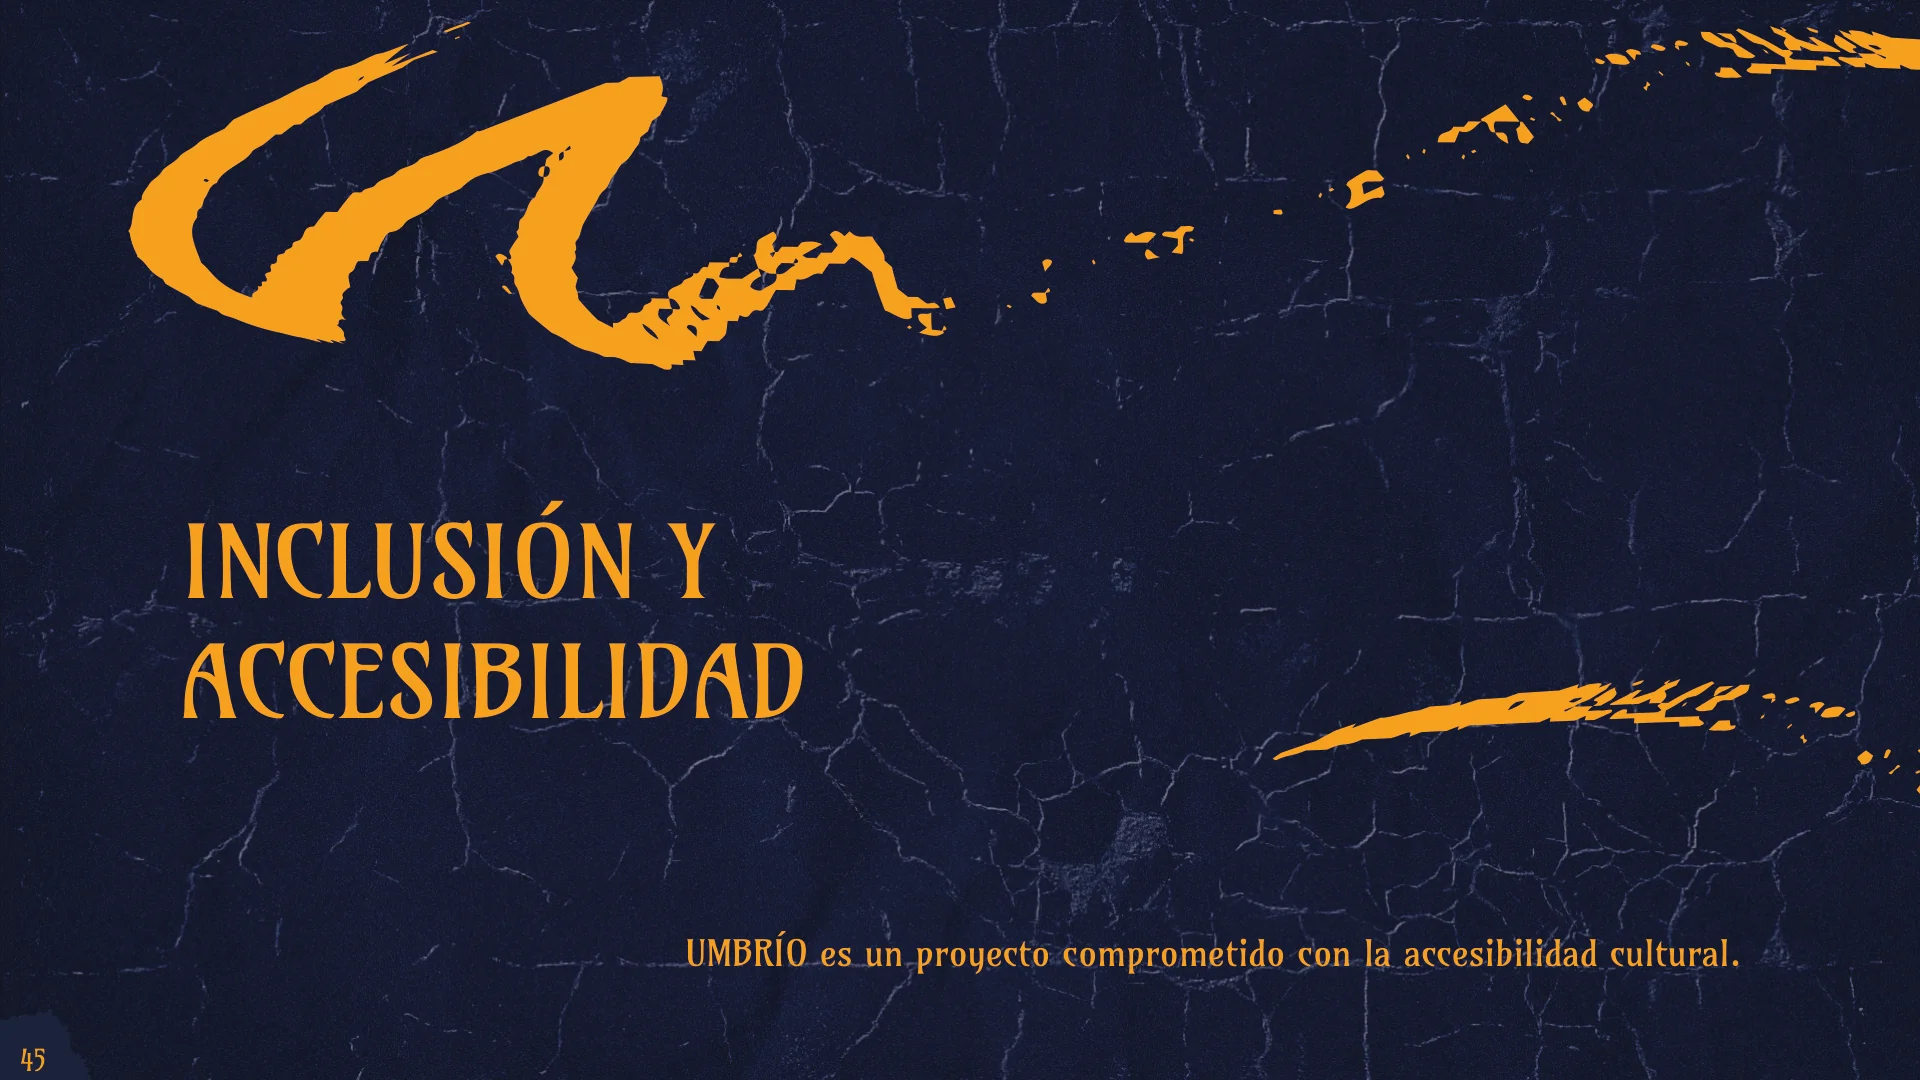 INCLUSIÓN Y
ACCESIBILIDAD
UMBRÍO es un proyecto comprometido con la accesibilidad cultural.
45